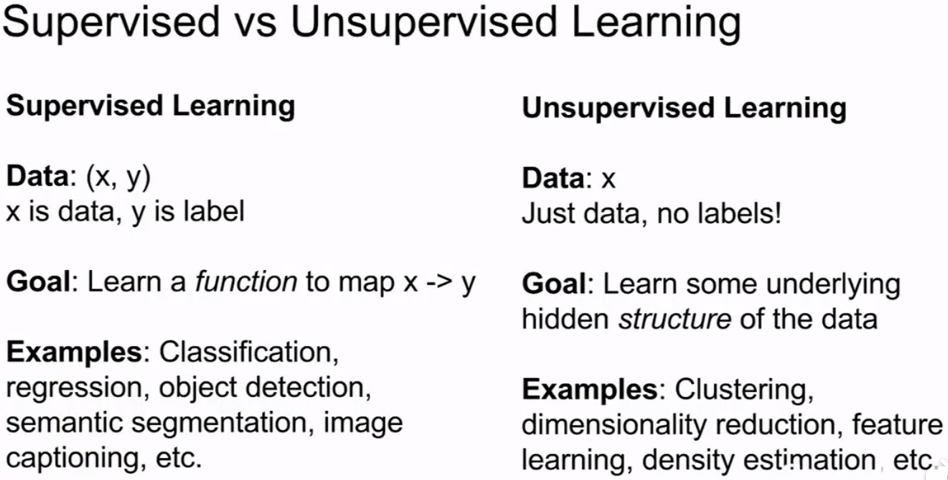 Supervised vs Unsupervised Learning
Supervised Learning
Data: (x, y)
x is data, y is label
Goal: Learn a function to map x -> y
Examples: Classification,
regression, object detection,
semantic segmentation, image
captioning, etc.
Unsupervised Learning
Data: x
Just data, no labels!
Goal: Learn some underlying
hidden structure of the data
Examples: Clustering,
dimensionality reduction, feature
learning, density estimation, etc.